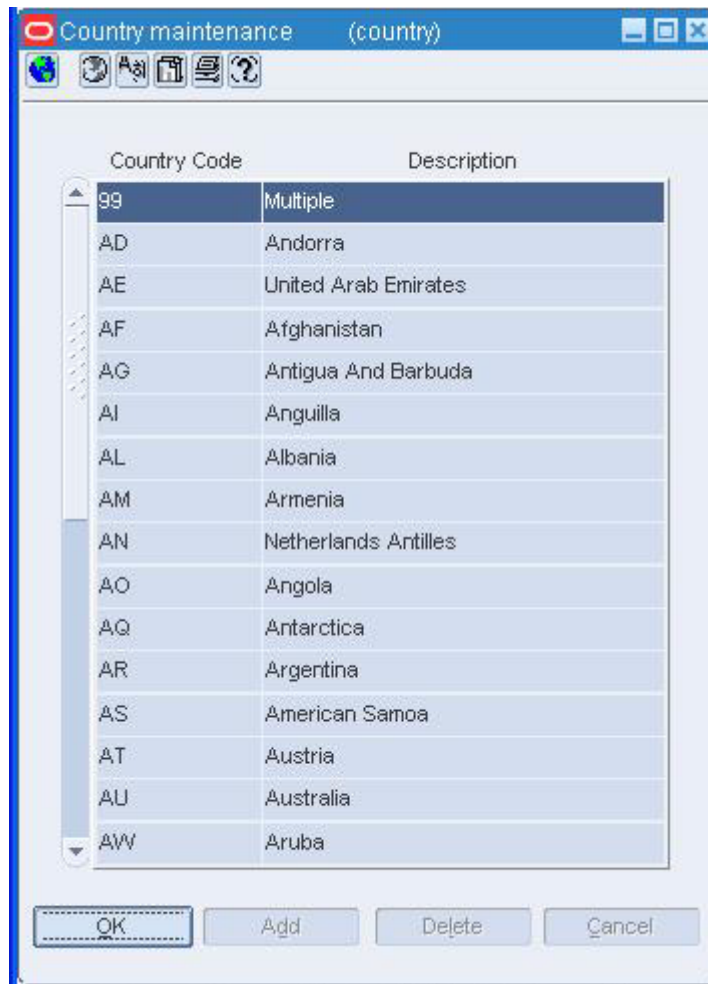 Country maintenance (country)
Country Code Description
99 Multiple
AD Andorra
AE United Arab Emirates
AF Afghanistan
AG Antigua And Barbuda
AI Anguilla
AL Albania
AM Armenia
AN Netherlands Antilles
AO Angola
AQ Antarctica
AR Argentina
AS American Samoa
AT Austria
AU Australia
AW Aruba
OK Add Delete Cancel